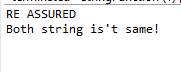 RE ASSURED
Both string is't same!